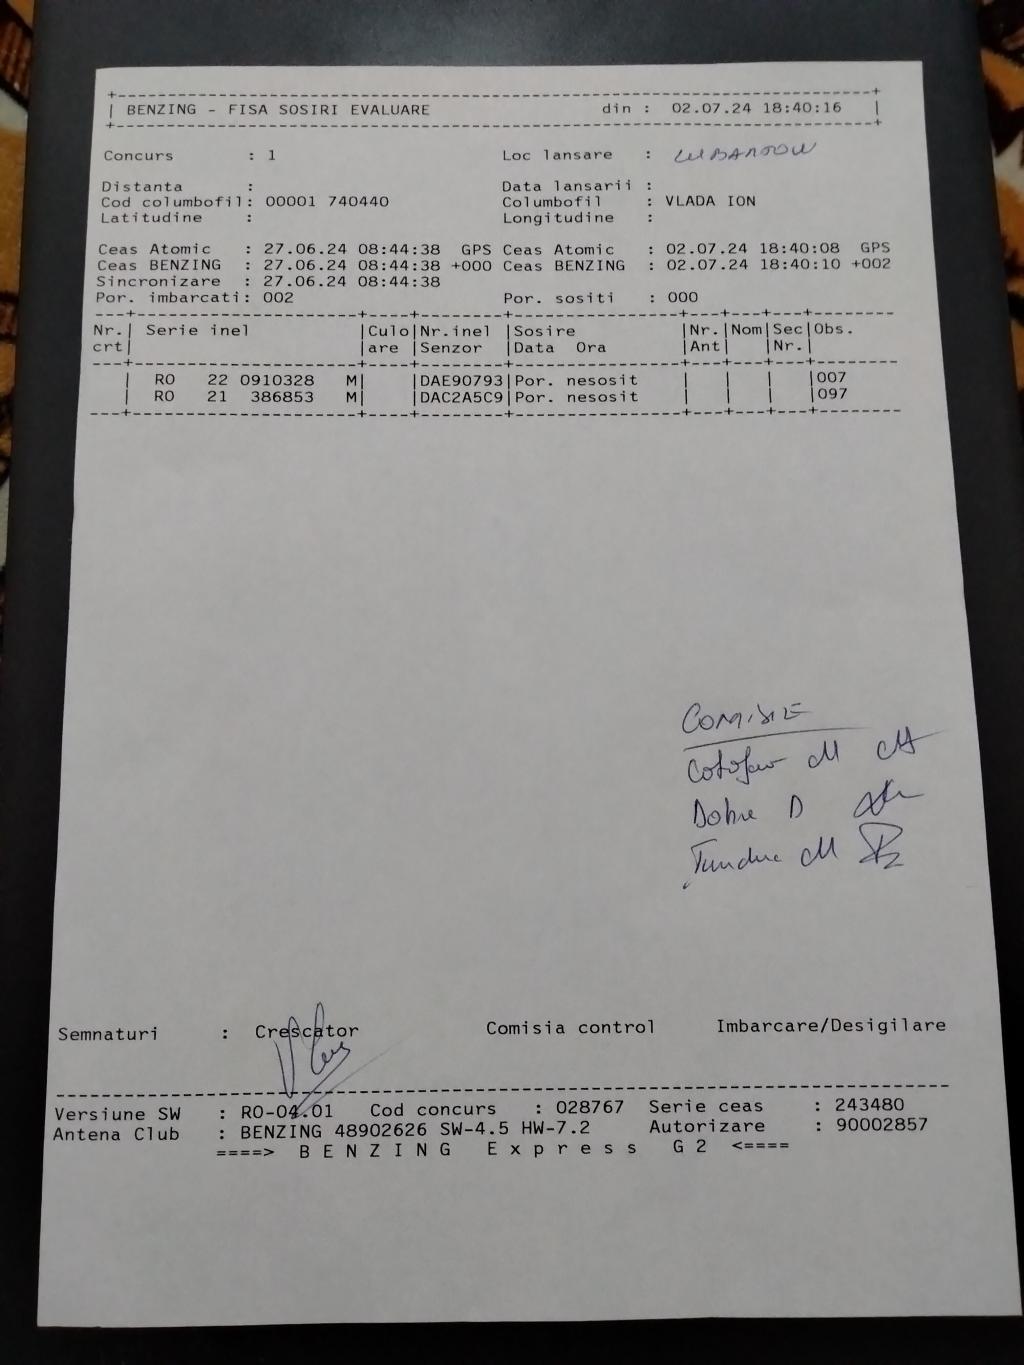 BENZING - FISA SOSIRI EVALUARE din : 02.07.24 18:40:16
Concurs : 1 Loc lansare : LUBARTOW
Distanta : Data lansarii :
Cod columbofil: 00001 740440 Columbofil : VLADA ION
Latitudine : Longitudine :
Ceas Atomic : 27.06.24 08:44:38 GPS Ceas Atomic : 02.07.24 18:40:08 GPS
Ceas BENZING : 27.06.24 08:44:38 +000 Ceas BENZING : 02.07.24 18:40:10 +002
Sincronizare : 27.06.24 08:44:38
Por. imbarcati: 002 Por. sositi : 000
Nr. | Serie inel |Culo|Nr.inel |Sosire |Nr.|Nom|Sec|Obs.
crt| |are |Senzor |Data Ora |Ant| |Nr.|
| RO 22 0910328 M| |DAE90793|Por. nesosit | | | |007
| RO 21 386853 M| |DAC2A5C9|Por. nesosit | | | |097
COMISIE
M
Dobre D
M
Semnaturi : Crescator Comisia control Imbarcare/Desigilare
Versiune SW : RO-04.01 Cod concurs : 028767 Serie ceas : 243480
Antena Club : BENZING 48902626 SW-4.5 HW-7.2 Autorizare : 90002857
====> B E N Z I N G E x p r e s s G 2 <====